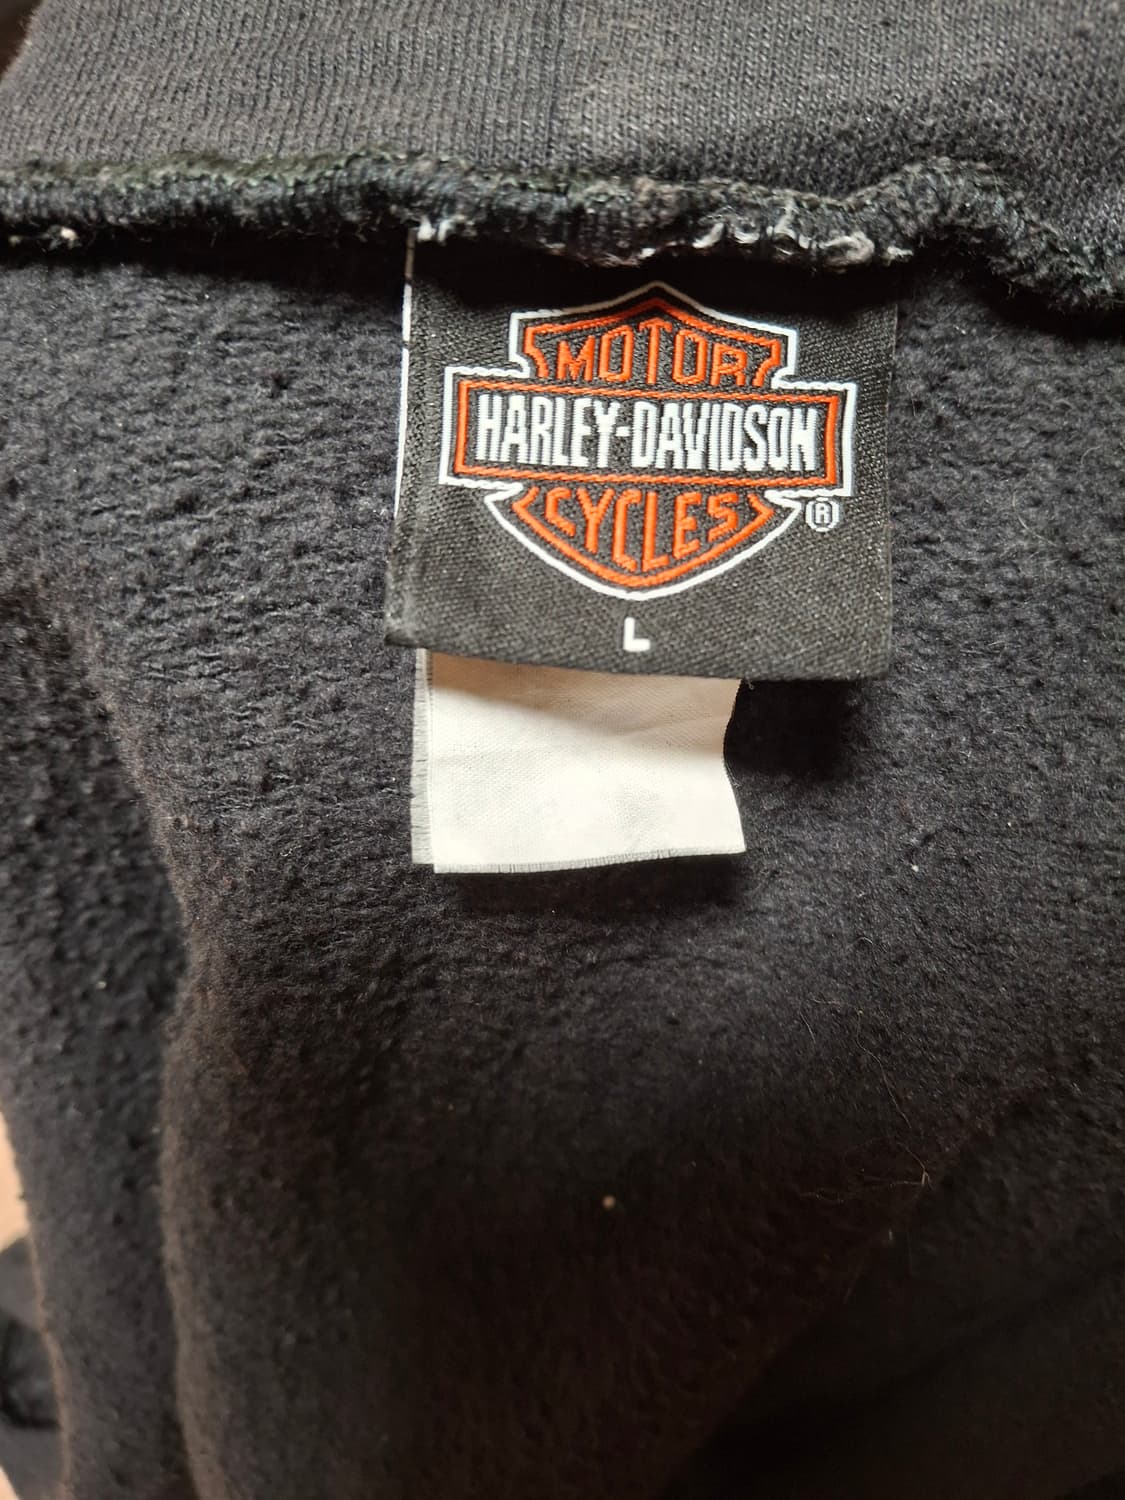 MOTOR
HARLEY-DAVIDSON
CYCLES
®
L